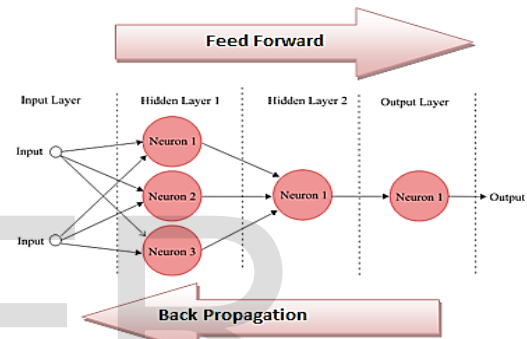 Feed Forward
Input Layer Hidden Layer 1 Hidden Layer 2 Output Layer
Input
Neuron 1
Neuron 2 Neuron 1 Neuron 1 Output
Input
Neuron 3
Back Propagation